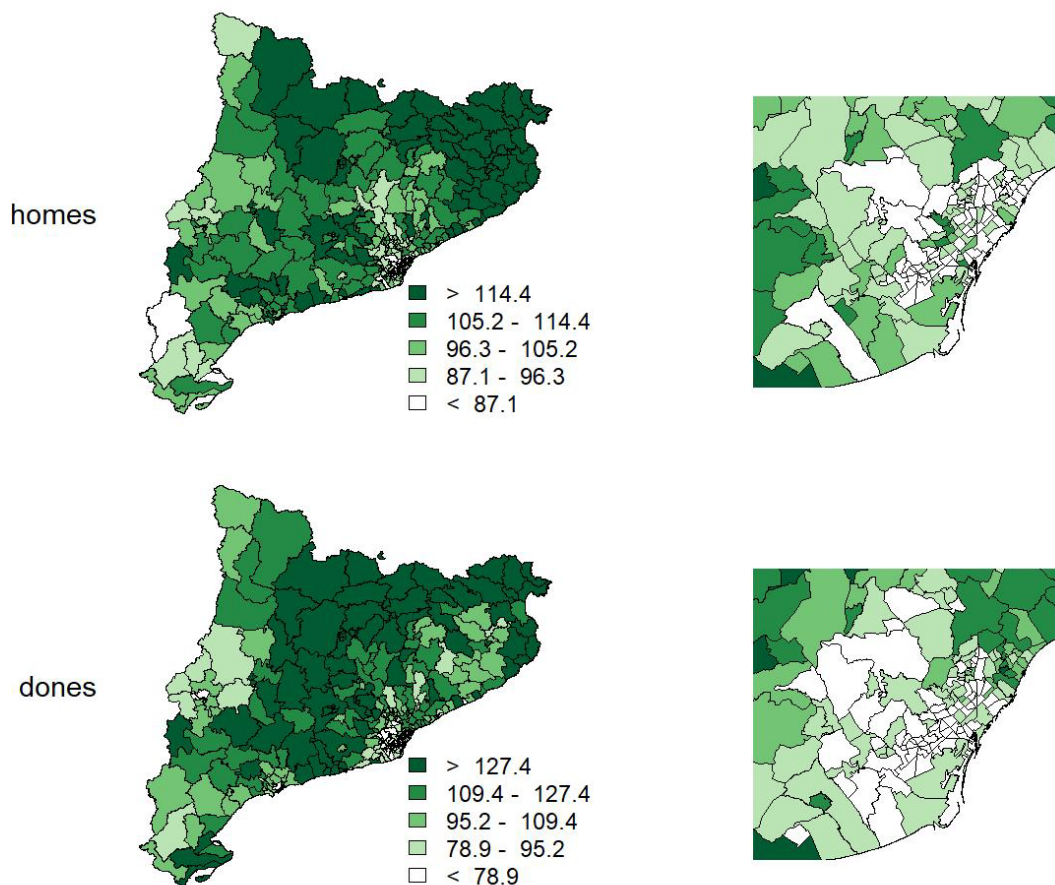 homes
> 114.4
105.2 - 114.4
96.3 - 105.2
87.1 - 96.3
< 87.1
dones
> 127.4
109.4 - 127.4
95.2 - 109.4
78.9 - 95.2
< 78.9